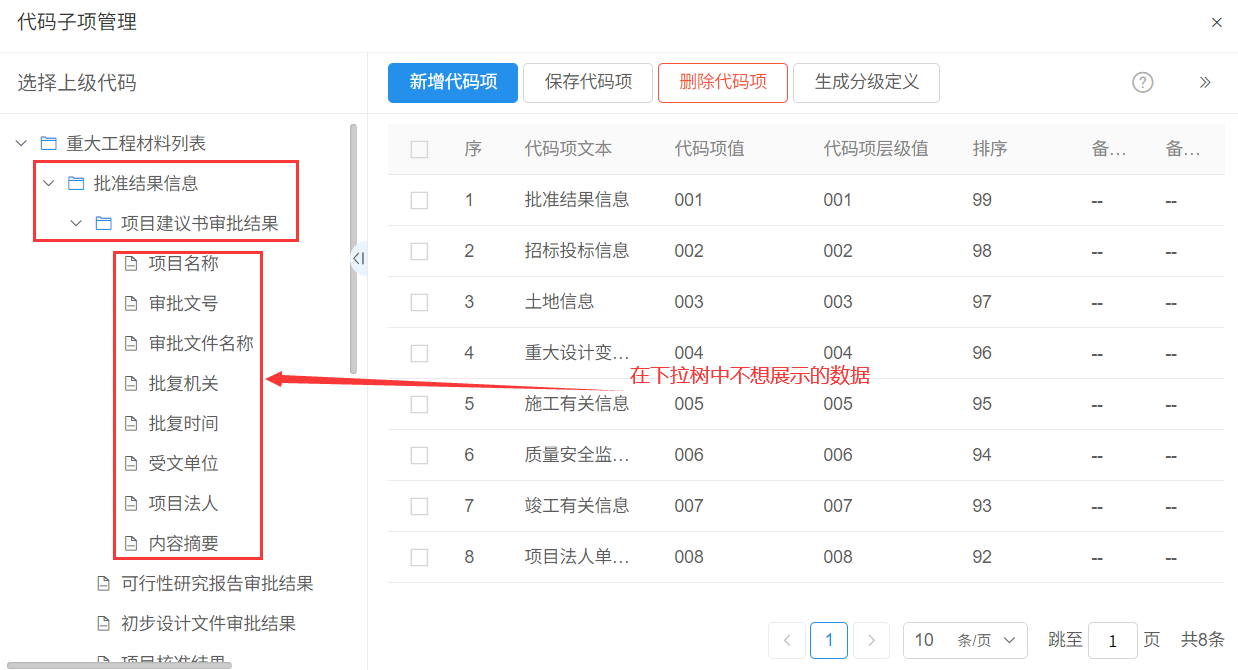 代码子项管理
选择上级代码
新增代码项 保存代码项 删除代码项 生成分级定义
重大工程材料列表
批准结果信息
项目建议书审批结果
项目名称
审批文号
审批文件名称
批复机关
批复时间
受文单位
项目法人
内容摘要
可行性研究报告审批结果
初步设计文件审批结果
项目核准结果
序 代码项文本 代码项值 代码项层级值 排序 备... 备...
1 批准结果信息 001 001 99 -- --
2 招标投标信息 002 002 98 -- --
3 土地信息 003 003 97 -- --
4 重大设计变... 004 004 96 -- --
在下拉树中不想展示的数据
5 施工有关信息 005 005 95 -- --
6 质量安全监... 006 006 94 -- --
7 竣工有关信息 007 007 93 -- --
8 项目法人单... 008 008 92 -- --
1 10 条/页 跳至 1 页 共8条